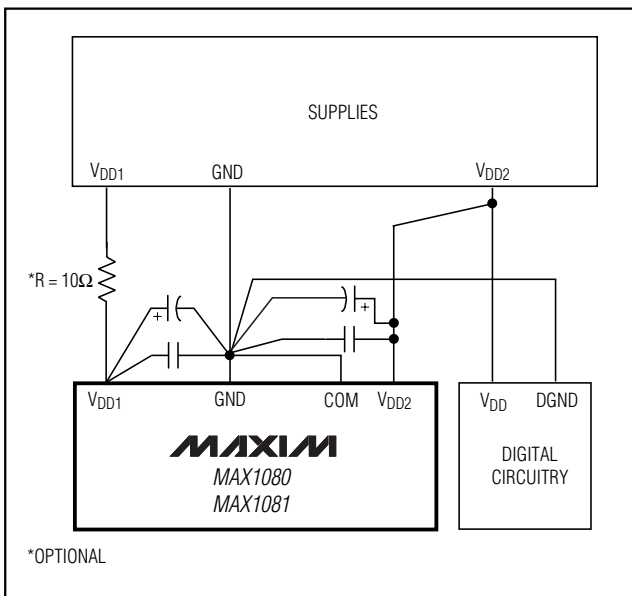 SUPPLIES
VDD1 GND VDD2
*R = 10Ω
+
+
VDD1 GND COM VDD2
VDD DGND
MAXIM
MAX1080
MAX1081
DIGITAL
CIRCUITRY
*OPTIONAL